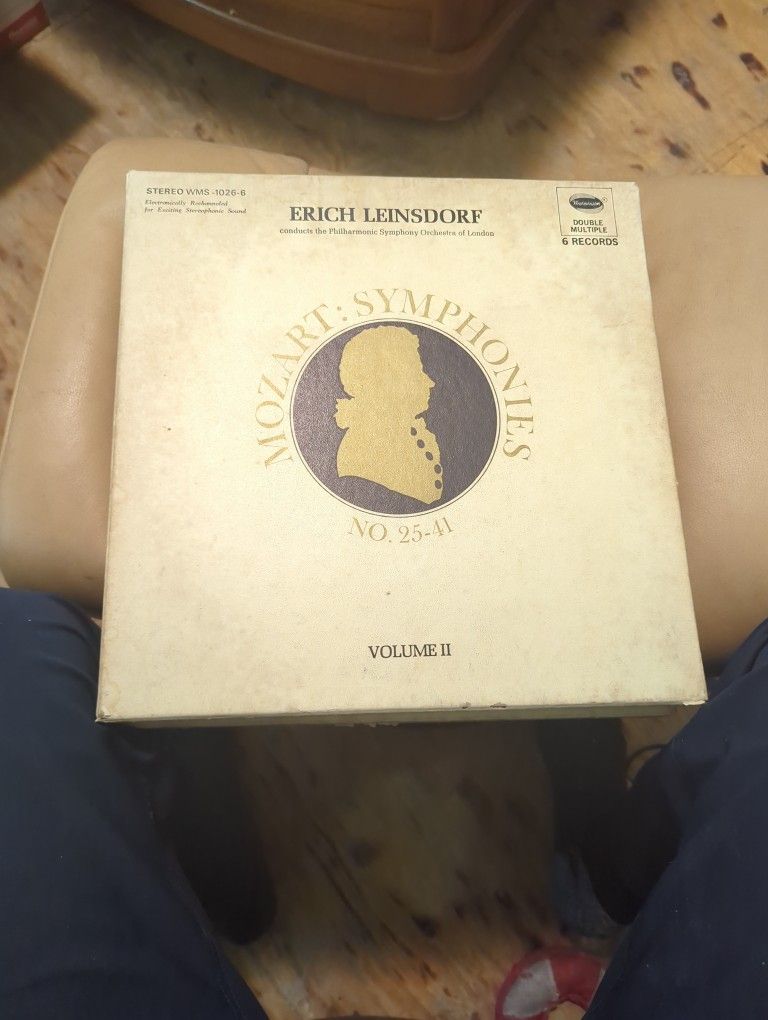 STEREO WMS-1026-6
Electronically Rechanneled
for Exciting Stereophonic Sound
ERICH LEINSDORF
conducts the Philharmonic Symphony Orchestra of London
Westminster
DOUBLE
MULTIPLE
6 RECORDS
MOZART: SYMPHONIES
NO. 25-41
VOLUME II